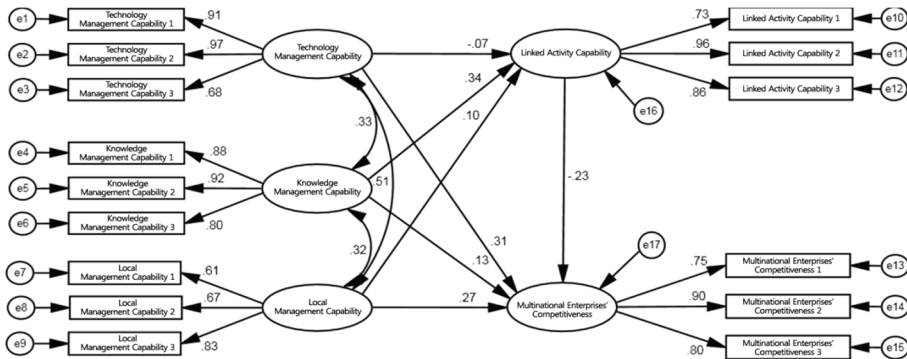 e1
Technology
Management Capability 1
.91
e2
Technology
Management Capability 2
.97
e3
Technology
Management Capability 3
.68
Technology
Management Capability
-.07
Linked Activity Capability
.73
Linked Activity Capability 1
e10
.96
Linked Activity Capability 2
e11
.86
Linked Activity Capability 3
e12
e16
.34
.10
.33
e4
Knowledge
Management Capability 1
.88
e5
Knowledge
Management Capability 2
.92
e6
Knowledge
Management Capability 3
.80
Knowledge
Management Capability
.51
-.23
.32
.31
.13
e17
e7
Local
Management Capability 1
.61
e8
Local
Management Capability 2
.67
e9
Local
Management Capability 3
.83
Local
Management Capability
.27
Multinational Enterprises'
Competitiveness
.75
Multinational Enterprises'
Competitiveness 1
e13
.90
Multinational Enterprises'
Competitiveness 2
e14
.80
Multinational Enterprises'
Competitiveness 3
e15